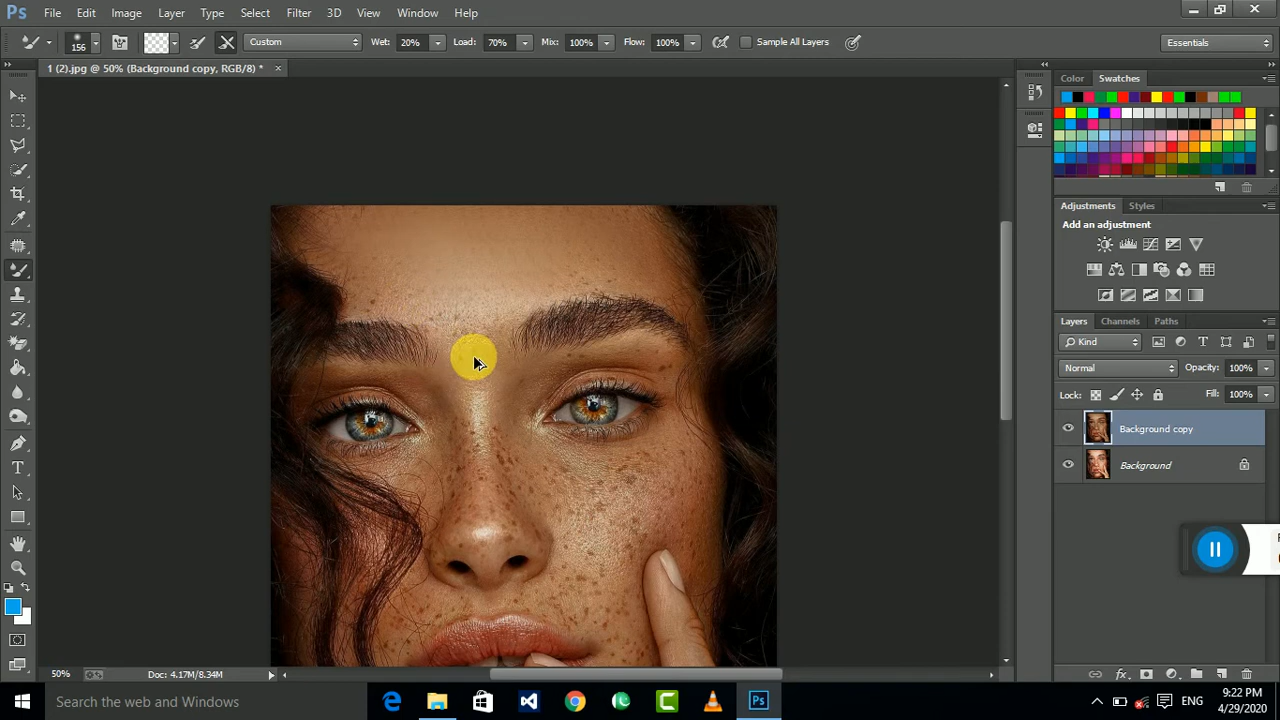 Ps File Edit Image Layer Type Select Filter 3D View Window Help
156 Custom Wet: 20% Load: 70% Mix: 100% Flow: 100% Sample All Layers Essentials
1 (2).jpg @ 50% (Background copy, RGB/8) *
Color Swatches
Adjustments Styles
Add an adjustment
Layers Channels Paths
Kind
Normal Opacity: 100%
Lock: Fill: 100%
Background copy
Background
50% Doc: 4.17M/8.34M
Search the Windows
Ps
ENG
9:22 PM
4/29/2020